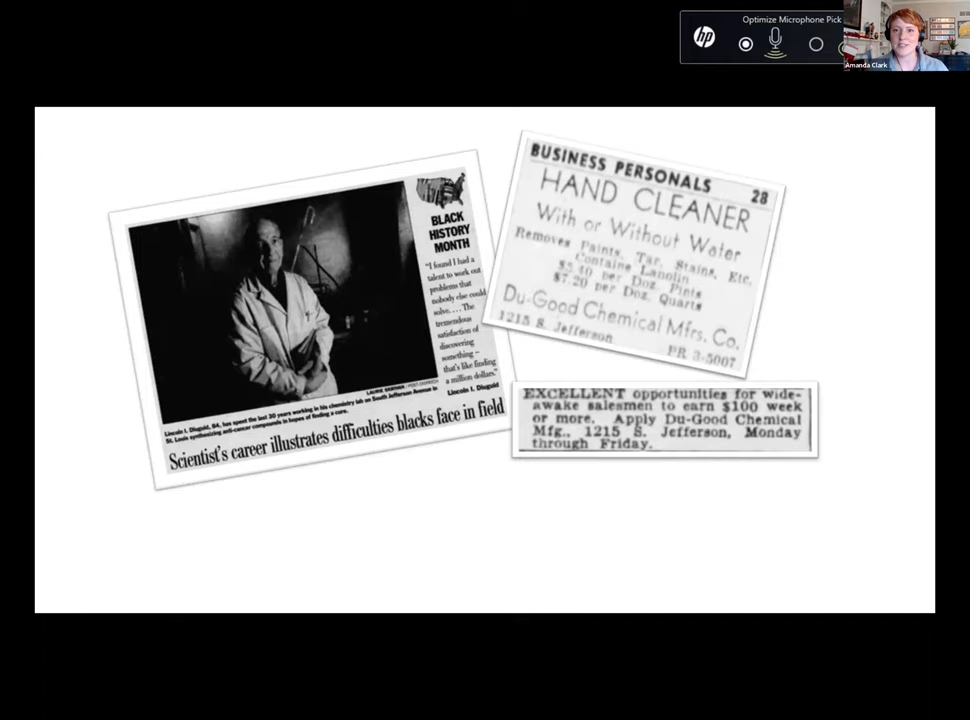 Optimize Microphone Pick
hp
Amanda Clark
BLACK
HISTORY
MONTH
"I found I had a
talent to work out
problems that
nobody else could
solve. . . . The
tremendous
satisfaction of
discovering
something –
that's like finding
a million dollars."
Lincoln I. Diuguid
LAURIE SKRIVAN / POST-DISPATCH
Lincoln I. Diuguid, 84, has spent the last 30 years working in his chemistry lab on South Jefferson Avenue in
St. Louis synthesizing anti-cancer compounds in hopes of finding a cure.
Scientist's career illustrates difficulties blacks face in field
BUSINESS PERSONALS 28
HAND CLEANER
With or Without Water
Removes Paints, Tar, Stains, Etc.
Contains Lanolin
$5.40 per Doz. Pints
$7.20 per Doz. Quarts
Du-Good Chemical Mfrs. Co.
1215 S. Jefferson PR 3-5007
EXCELLENT opportunities for wide-
awake salesmen to earn $100 week
or more. Apply Du-Good Chemical
Mfg., 1215 S. Jefferson, Monday
through Friday.